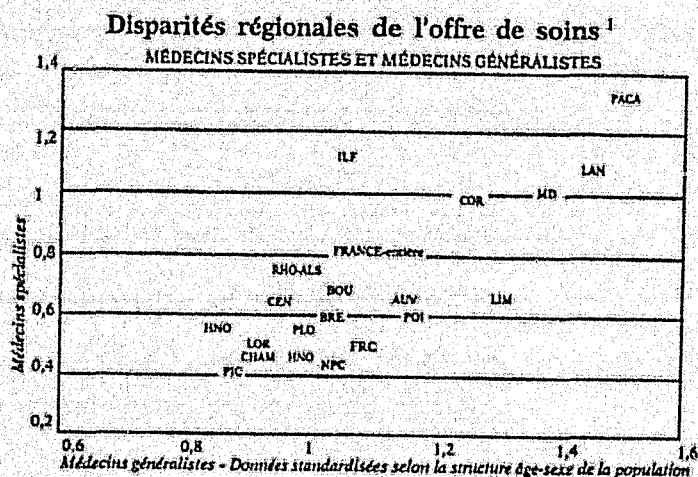 Disparités régionales de l'offre de soins ¹
MÉDECINS SPÉCIALISTES ET MÉDECINS GÉNÉRALISTES
1,4
PACA
1,2
ILF
LAN
1
COR
MD
0,8
FRANCE-entière
RHO-ALS
BOU
CEN
AUV
LIM
0,6
BRE
POI
HNO
PLO
LOR
FRC
CHAM
HNO
NPC
PIC
0,4
0,2
Médecins spécialistes
0,6
0,8
1
1,2
1,4
1,6
Médecins généralistes - Données standardisées selon la structure âge-sexe de la population